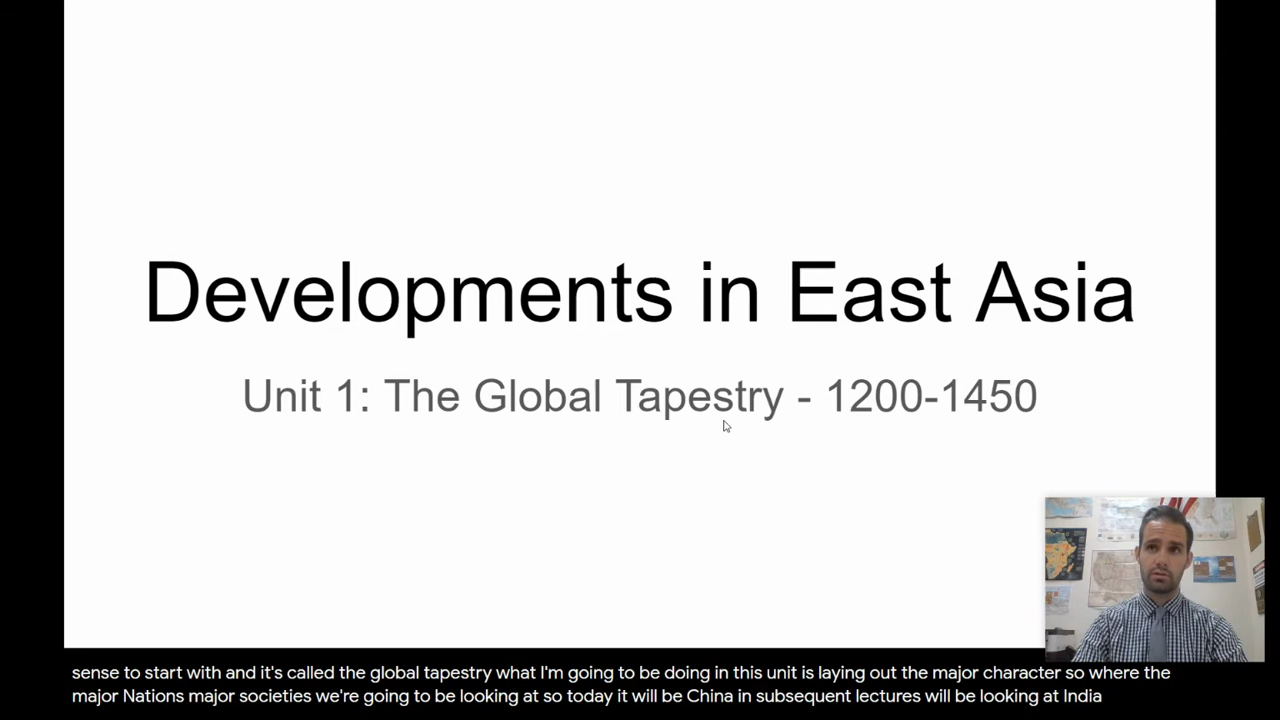 Developments in East Asia
Unit 1: The Global Tapestry - 1200-1450
sense to start with and it's called the global tapestry what I'm going to be doing in this unit is laying out the major character so where the
major Nations major societies we're going to be looking at so today it will be China in subsequent lectures will be looking at India